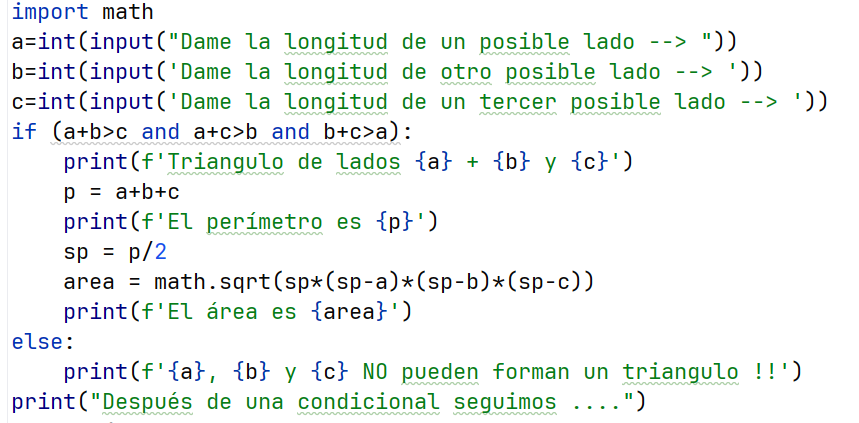 import math
a=int(input("Dame la longitud de un posible lado --> "))
b=int(input('Dame la longitud de otro posible lado --> '))
c=int(input('Dame la longitud de un tercer posible lado --> '))
if (a+b>c and a+c>b and b+c>a):
    print(f'Triangulo de lados {a} + {b} y {c}')
    p = a+b+c
    print(f'El perímetro es {p}')
    sp = p/2
    area = math.sqrt(sp*(sp-a)*(sp-b)*(sp-c))
    print(f'El área es {area}')
else:
    print(f'{a}, {b} y {c} NO pueden forman un triangulo !!')
print("Después de una condicional seguimos ....")